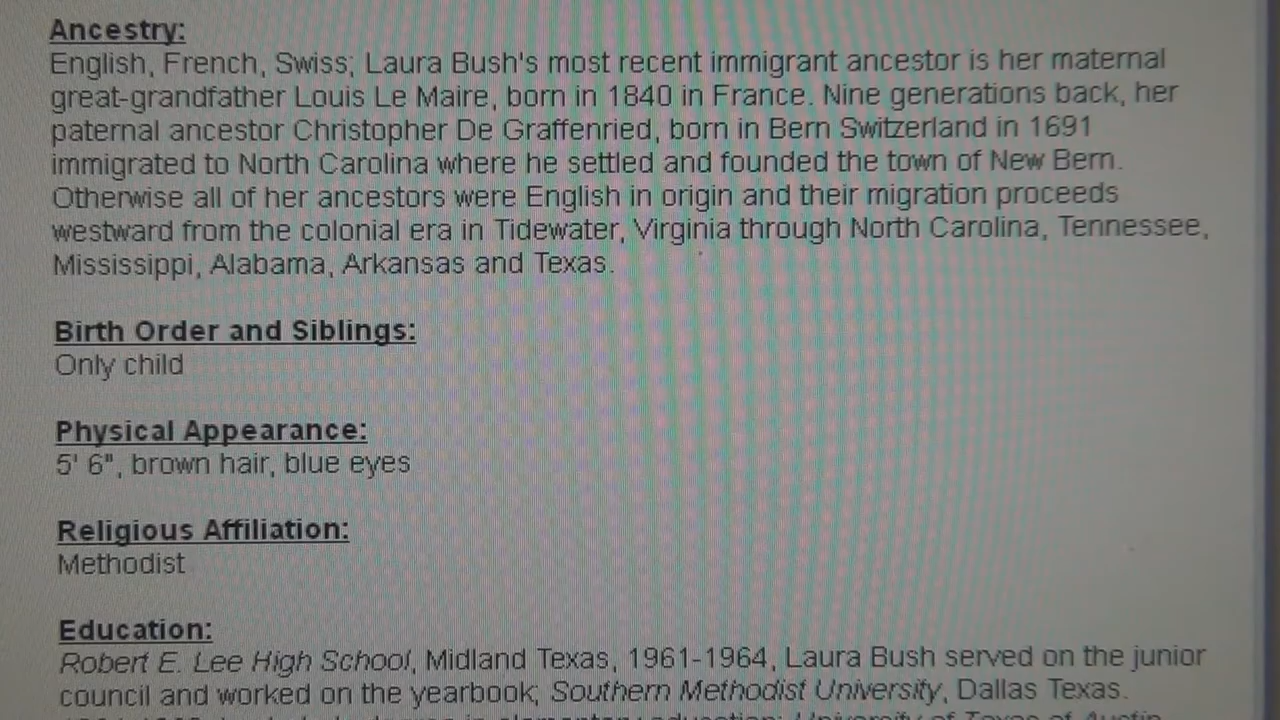 Ancestry:
English, French, Swiss; Laura Bush's most recent immigrant ancestor is her maternal
great-grandfather Louis Le Maire, born in 1840 in France. Nine generations back, her
paternal ancestor Christopher De Graffenried, born in Bern Switzerland in 1691
immigrated to North Carolina where he settled and founded the town of New Bern.
Otherwise all of her ancestors were English in origin and their migration proceeds
westward from the colonial era in Tidewater, Virginia through North Carolina, Tennessee,
Mississippi, Alabama, Arkansas and Texas.
Birth Order and Siblings:
Only child
Physical Appearance:
5' 6", brown hair, blue eyes
Religious Affiliation:
Methodist
Education:
Robert E. Lee High School, Midland Texas, 1961-1964, Laura Bush served on the junior
council and worked on the yearbook; Southern Methodist University, Dallas Texas.